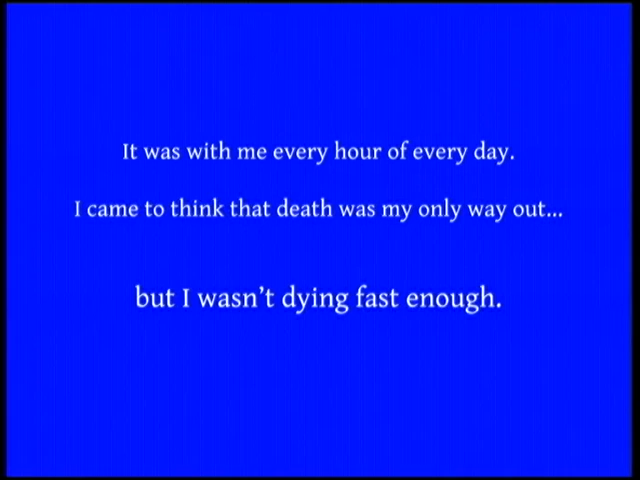 It was with me every hour of every day.
I came to think that death was my only way out...
but I wasn't dying fast enough.